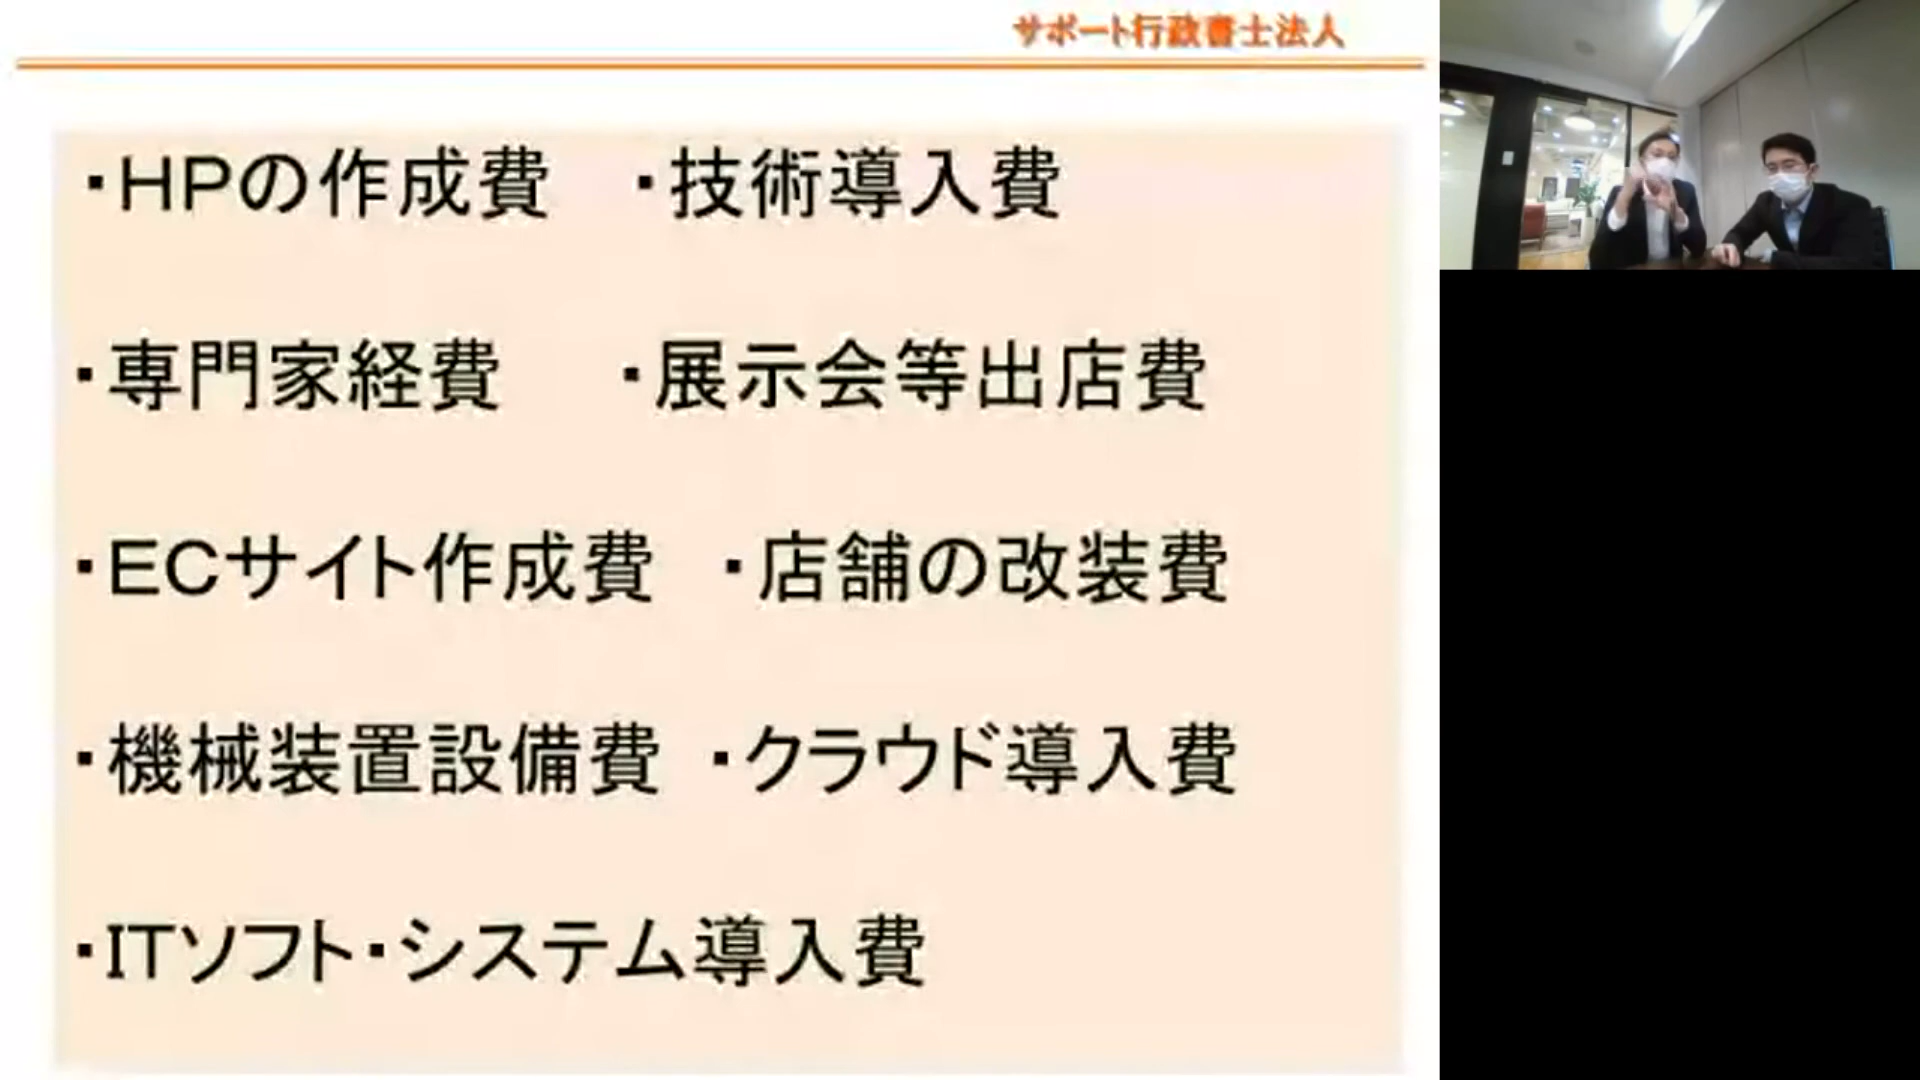 サポート行政書士法人
・HPの作成費　・技術導入費
・専門家経費　・展示会等出店費
・ECサイト作成費　・店舗の改装費
・機械装置設備費　・クラウド導入費
・ITソフト・システム導入費